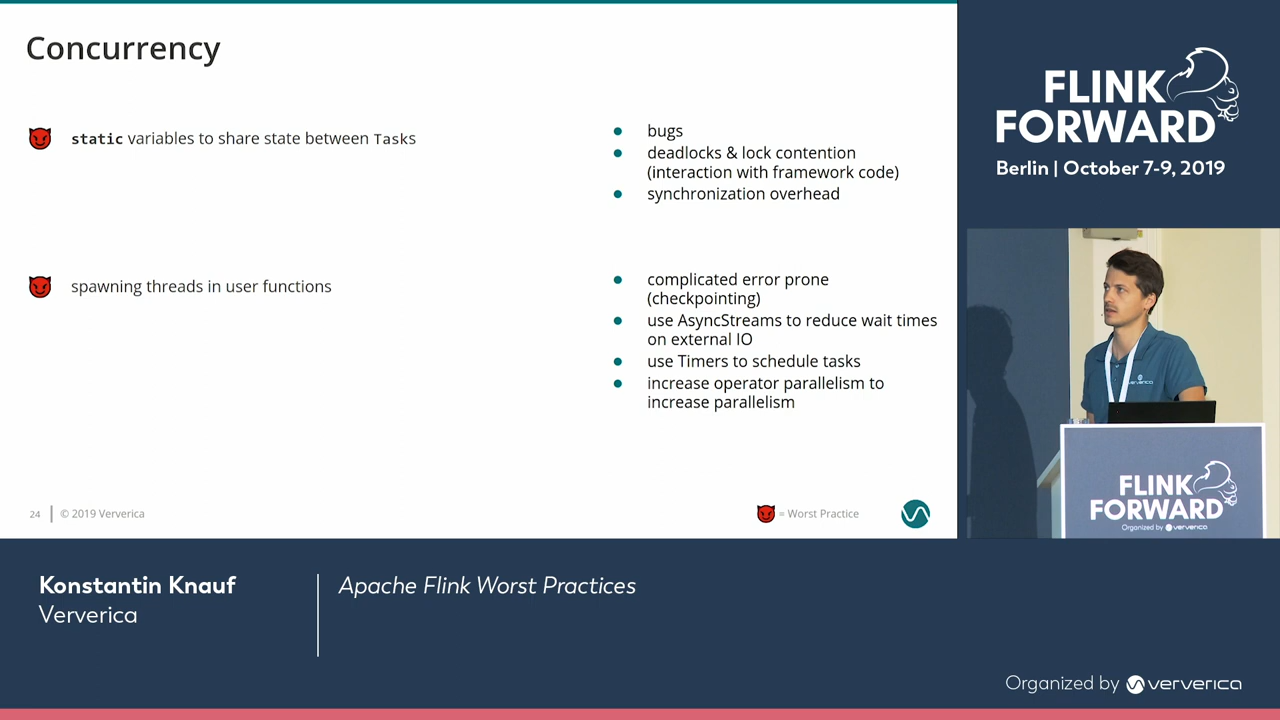 Concurrency
static variables to share state between Tasks
bugs
deadlocks & lock contention
(interaction with framework code)
synchronization overhead
spawning threads in user functions
complicated error prone
(checkpointing)
use AsyncStreams to reduce wait times
on external IO
use Timers to schedule tasks
increase operator parallelism to
increase parallelism
24 © 2019 Ververica
= Worst Practice
FLINK
FORWARD
Berlin | October 7-9, 2019
ververica
FLINK
FORWARD
Organized by ververica
Konstantin Knauf
Ververica
Apache Flink Worst Practices
Organized by ververica